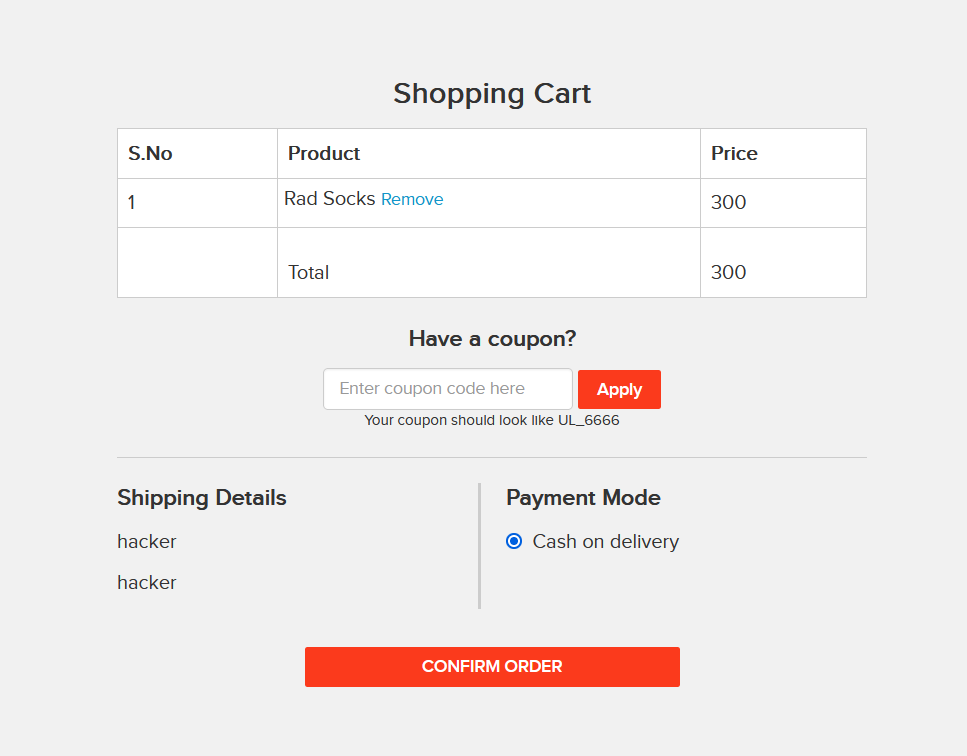 Shopping Cart
S.No Product Price
1 Rad Socks Remove 300
Total 300
Have a coupon?
Enter coupon code here Apply
Your coupon should look like UL_6666
Shipping Details
hacker
hacker
Payment Mode
Cash on delivery
CONFIRM ORDER